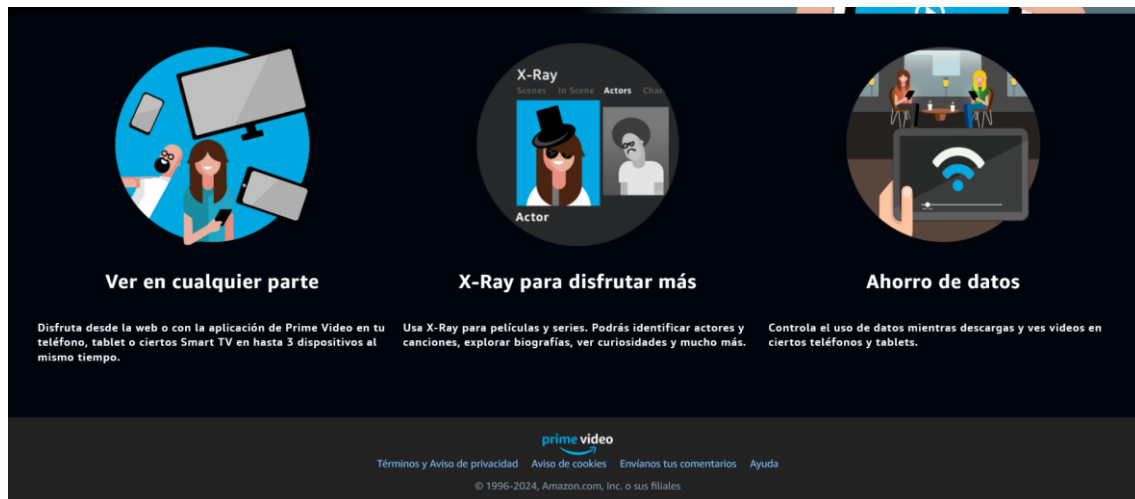 X-Ray
Scenes In Scene Actors Char
Actor
Ver en cualquier parte
X-Ray para disfrutar más
Ahorro de datos
Disfruta desde la web o con la aplicación de Prime Video en tu
teléfono, tablet o ciertos Smart TV en hasta 3 dispositivos al
mismo tiempo.
Usa X-Ray para películas y series. Podrás identificar actores y
canciones, explorar biografías, ver curiosidades y mucho más.
Controla el uso de datos mientras descargas y ves videos en
ciertos teléfonos y tablets.
prime video
Términos y Aviso de privacidad Aviso de cookies Envíanos tus comentarios Ayuda
© 1996-2024, Amazon.com, Inc. o sus filiales